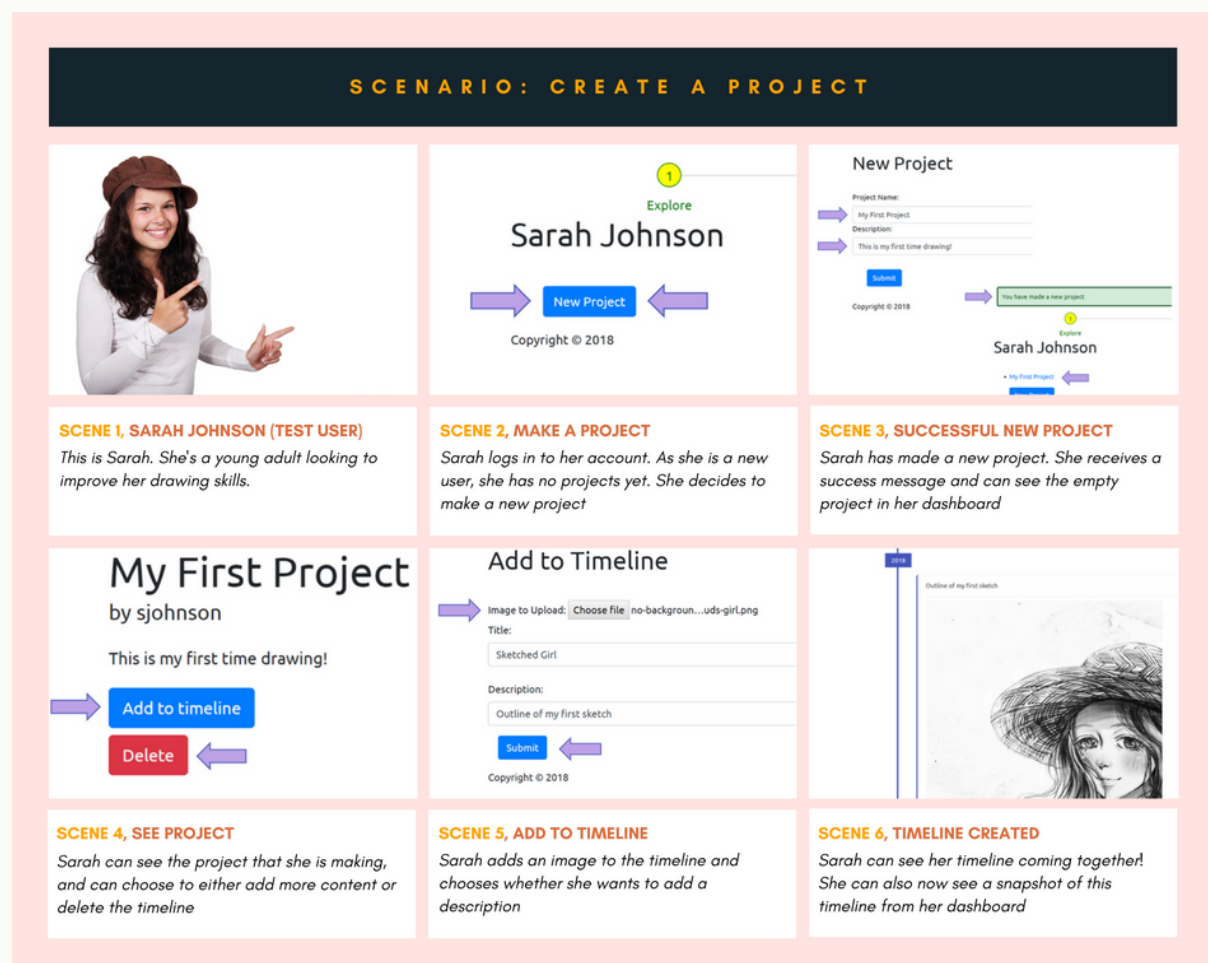 SCENARIO: CREATE A PROJECT
1
Explore
Sarah Johnson
New Project
Copyright © 2018
New Project
Project Name:
My First Project
Description:
This is my first time drawing!
Submit
Copyright © 2018
You have made a new project
1
Explore
Sarah Johnson
• My First Project
SCENE 1, SARAH JOHNSON (TEST USER)
This is Sarah. She's a young adult looking to
improve her drawing skills.
SCENE 2, MAKE A PROJECT
Sarah logs in to her account. As she is a new
user, she has no projects yet. She decides to
make a new project
SCENE 3, SUCCESSFUL NEW PROJECT
Sarah has made a new project. She receives a
success message and can see the empty
project in her dashboard
My First Project
by sjohnson
This is my first time drawing!
Add to timeline
Delete
Add to Timeline
Image to Upload: Choose file no-backgroun...uds-girl.png
Title:
Sketched Girl
Description:
Outline of my first sketch
Submit
Copyright © 2018
2018
Outline of my first sketch
SCENE 4, SEE PROJECT
Sarah can see the project that she is making,
and can choose to either add more content or
delete the timeline
SCENE 5, ADD TO TIMELINE
Sarah adds an image to the timeline and
chooses whether she wants to add a
description
SCENE 6, TIMELINE CREATED
Sarah can see her timeline coming together!
She can also now see a snapshot of this
timeline from her dashboard